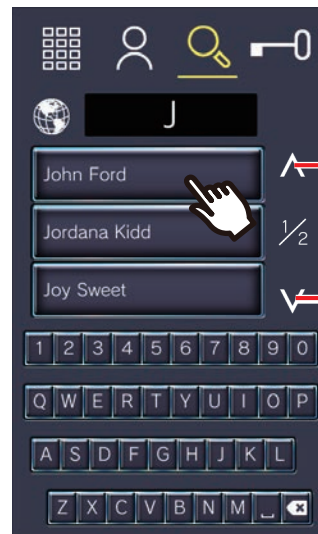 J
John Ford
Jordana Kidd
1/2
Joy Sweet
1 2 3 4 5 6 7 8 9 0
Q W E R T Y U I O P
A S D F G H J K L
Z X C V B N M